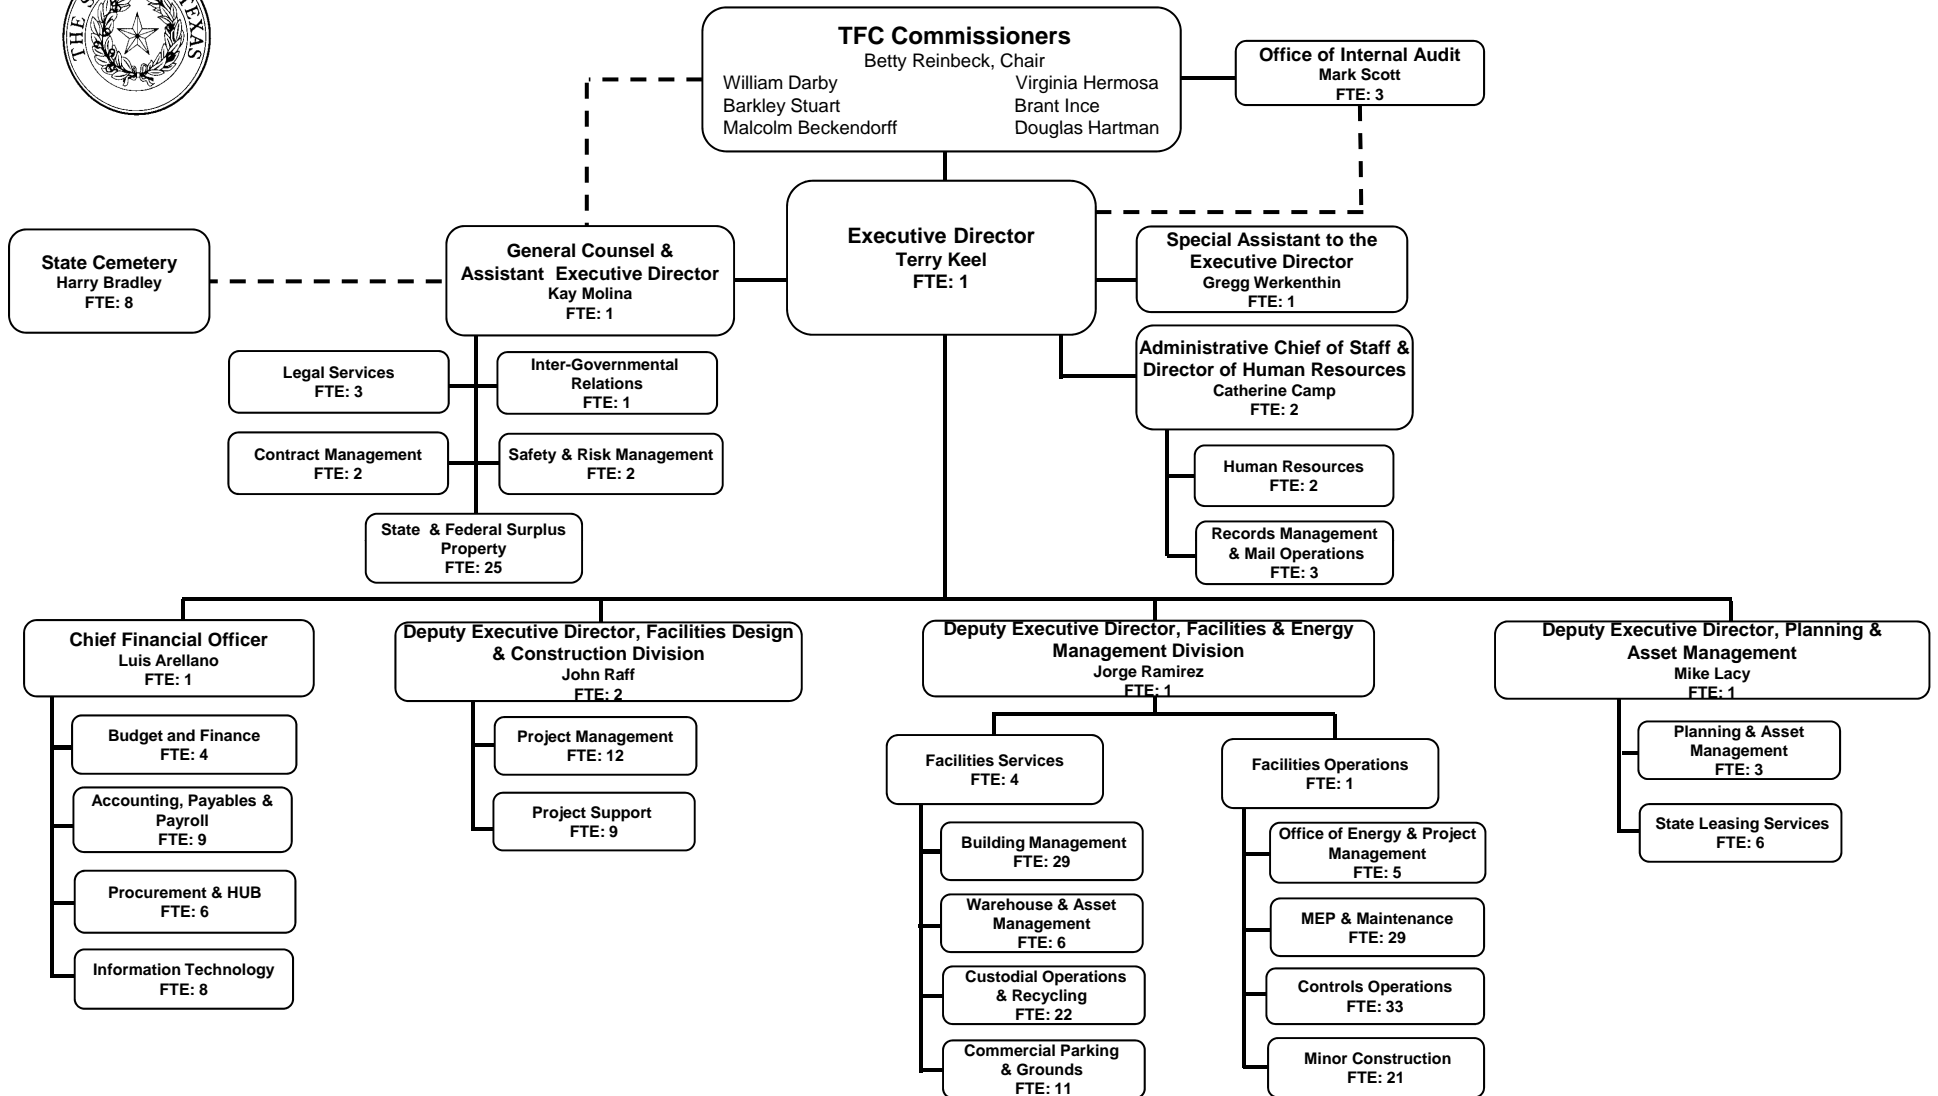 THE S
TEXAS
TFC Commissioners
Betty Reinbeck, Chair
William Darby
Virginia Hermosa
Barkley Stuart
Brant Ince
Malcolm Beckendorff
Douglas Hartman
Office of Internal Audit
Mark Scott
FTE: 3
Executive Director
Terry Keel
FTE: 1
State Cemetery
Harry Bradley
FTE: 8
General Counsel &
Assistant Executive Director
Kay Molina
FTE: 1
Special Assistant to the
Executive Director
Gregg Werkenthin
FTE: 1
Administrative Chief of Staff &
Director of Human Resources
Catherine Camp
FTE: 2
Legal Services
FTE: 3
Inter-Governmental
Relations
FTE: 1
Contract Management
FTE: 2
Safety & Risk Management
FTE: 2
State & Federal Surplus
Property
FTE: 25
Human Resources
FTE: 2
Records Management
& Mail Operations
FTE: 3
Chief Financial Officer
Luis Arellano
FTE: 1
Budget and Finance
FTE: 4
Accounting, Payables &
Payroll
FTE: 9
Procurement & HUB
FTE: 6
Information Technology
FTE: 8
Deputy Executive Director, Facilities Design
& Construction Division
John Raff
FTE: 2
Project Management
FTE: 12
Project Support
FTE: 9
Deputy Executive Director, Facilities & Energy
Management Division
Jorge Ramirez
FTE: 1
Facilities Services
FTE: 4
Building Management
FTE: 29
Warehouse & Asset
Management
FTE: 6
Custodial Operations
& Recycling
FTE: 22
Commercial Parking
& Grounds
FTE: 11
Facilities Operations
FTE: 1
Office of Energy & Project
Management
FTE: 5
MEP & Maintenance
FTE: 29
Controls Operations
FTE: 33
Minor Construction
FTE: 21
Deputy Executive Director, Planning &
Asset Management
Mike Lacy
FTE: 1
Planning & Asset
Management
FTE: 3
State Leasing Services
FTE: 6